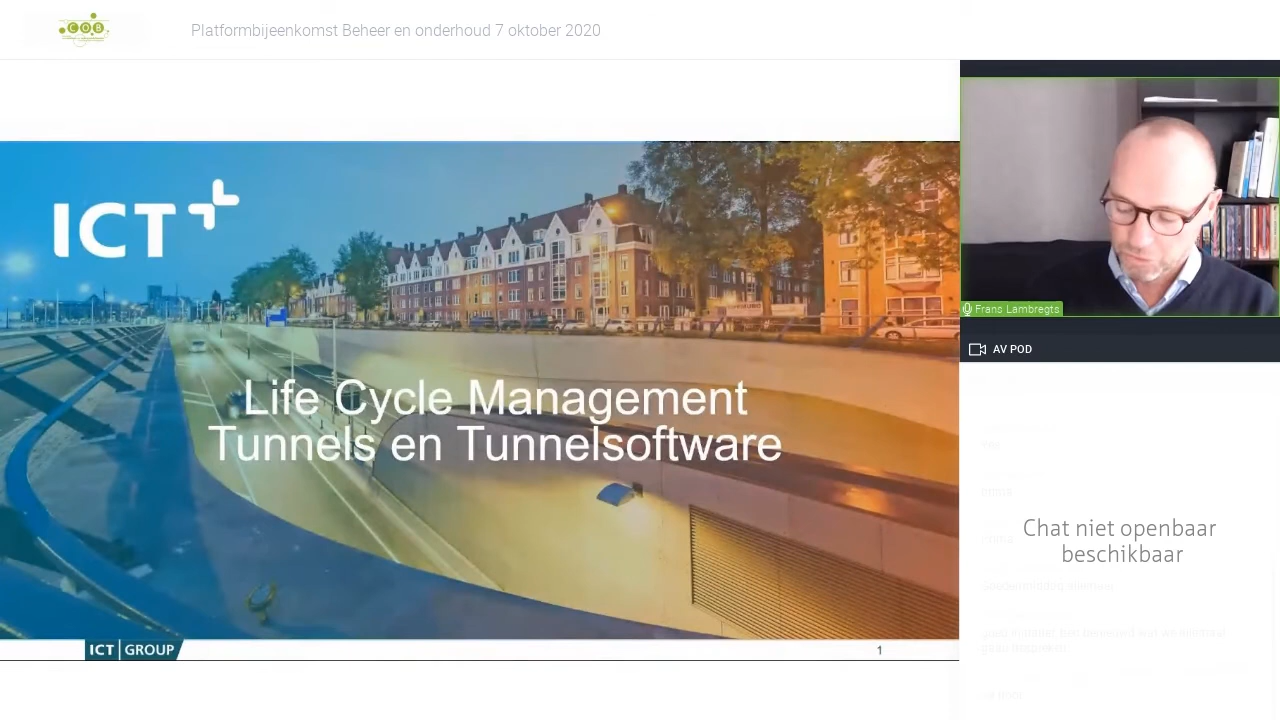 COB
Platformbijeenkomst Beheer en onderhoud 7 oktober 2020
ICT
Life Cycle Management
Tunnels en Tunnelsoftware
ICT GROUP
1
Frans Lambregts
AV POD
Chat niet openbaar
beschikbaar